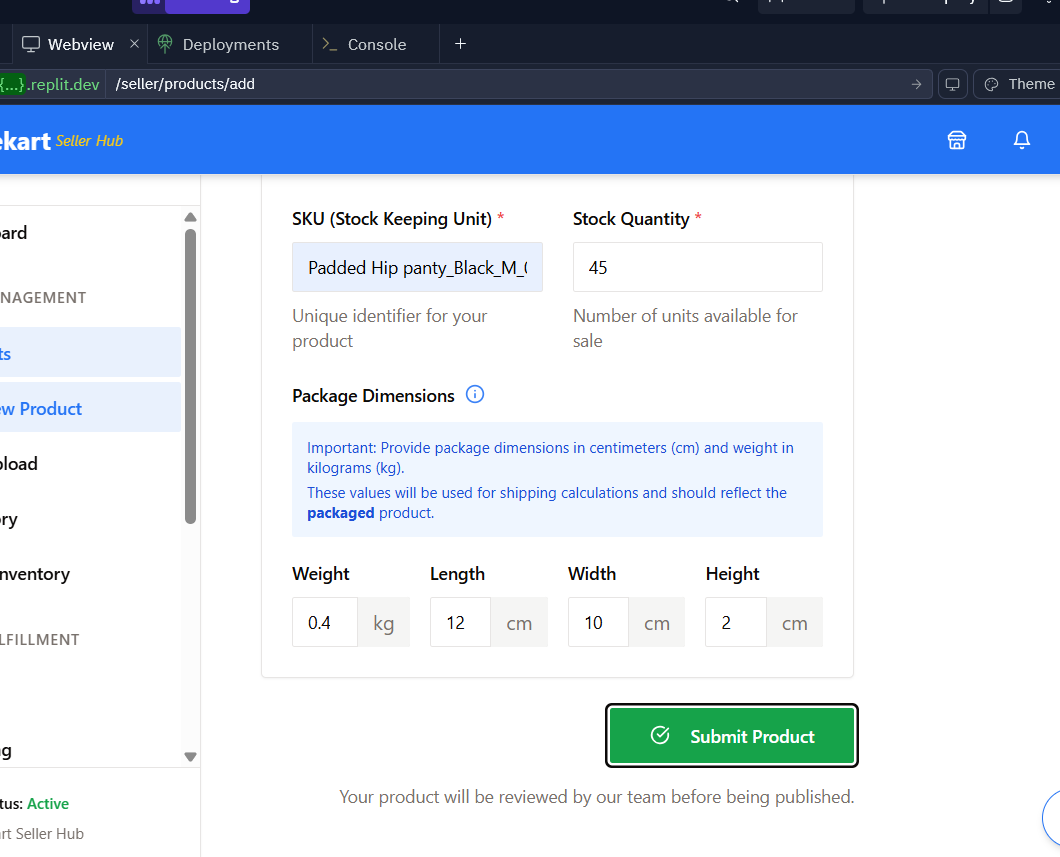 Webview
Deployments
Console
{...}.replit.dev
/seller/products/add
Theme
ekart Seller Hub
ard
SKU (Stock Keeping Unit) *
Stock Quantity *
Padded Hip panty_Black_M_
45
NAGEMENT
Unique identifier for your
product
Number of units available for
sale
ts
Package Dimensions
ew Product
Important: Provide package dimensions in centimeters (cm) and weight in
kilograms (kg).
These values will be used for shipping calculations and should reflect the
packaged product.
load
ry
nventory
Weight
Length
Width
Height
0.4 kg
12 cm
10 cm
2 cm
LFILLMENT
Submit Product
g
Your product will be reviewed by our team before being published.
tus: Active
rt Seller Hub